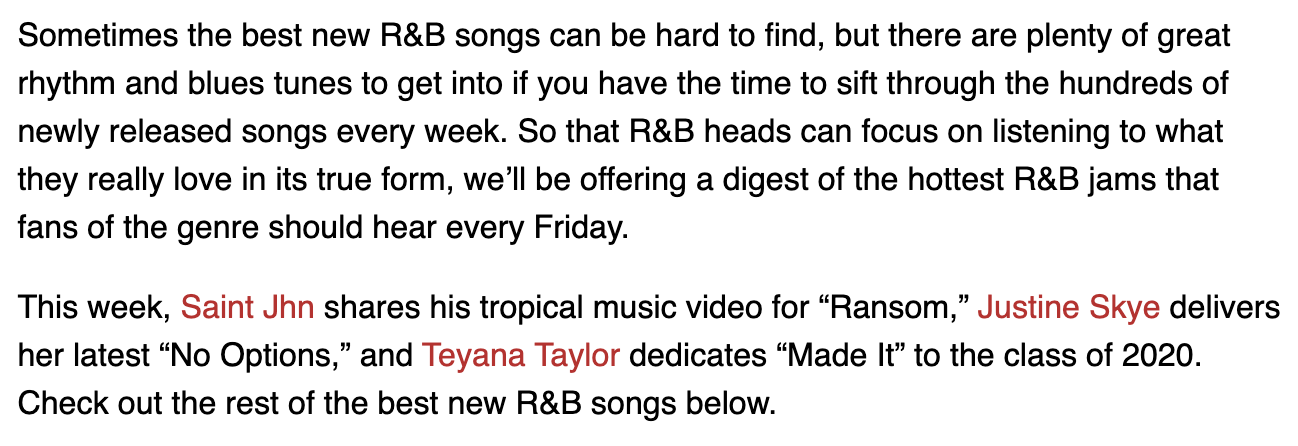 Sometimes the best new R&B songs can be hard to find, but there are plenty of great
rhythm and blues tunes to get into if you have the time to sift through the hundreds of
newly released songs every week. So that R&B heads can focus on listening to what
they really love in its true form, we’ll be offering a digest of the hottest R&B jams that
fans of the genre should hear every Friday.
This week, Saint Jhn shares his tropical music video for “Ransom,” Justine Skye delivers
her latest “No Options,” and Teyana Taylor dedicates “Made It” to the class of 2020.
Check out the rest of the best new R&B songs below.